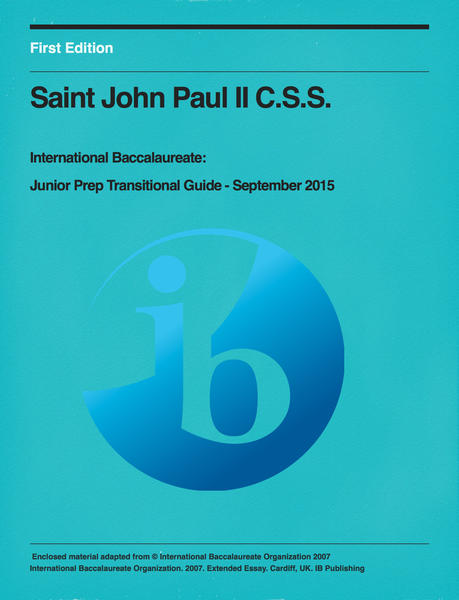 First Edition
Saint John Paul II C.S.S.
International Baccalaureate:
Junior Prep Transitional Guide - September 2015
ib
Enclosed material adapted from © International Baccalaureate Organization 2007
International Baccalaureate Organization. 2007. Extended Essay. Cardiff, UK. IB Publishing